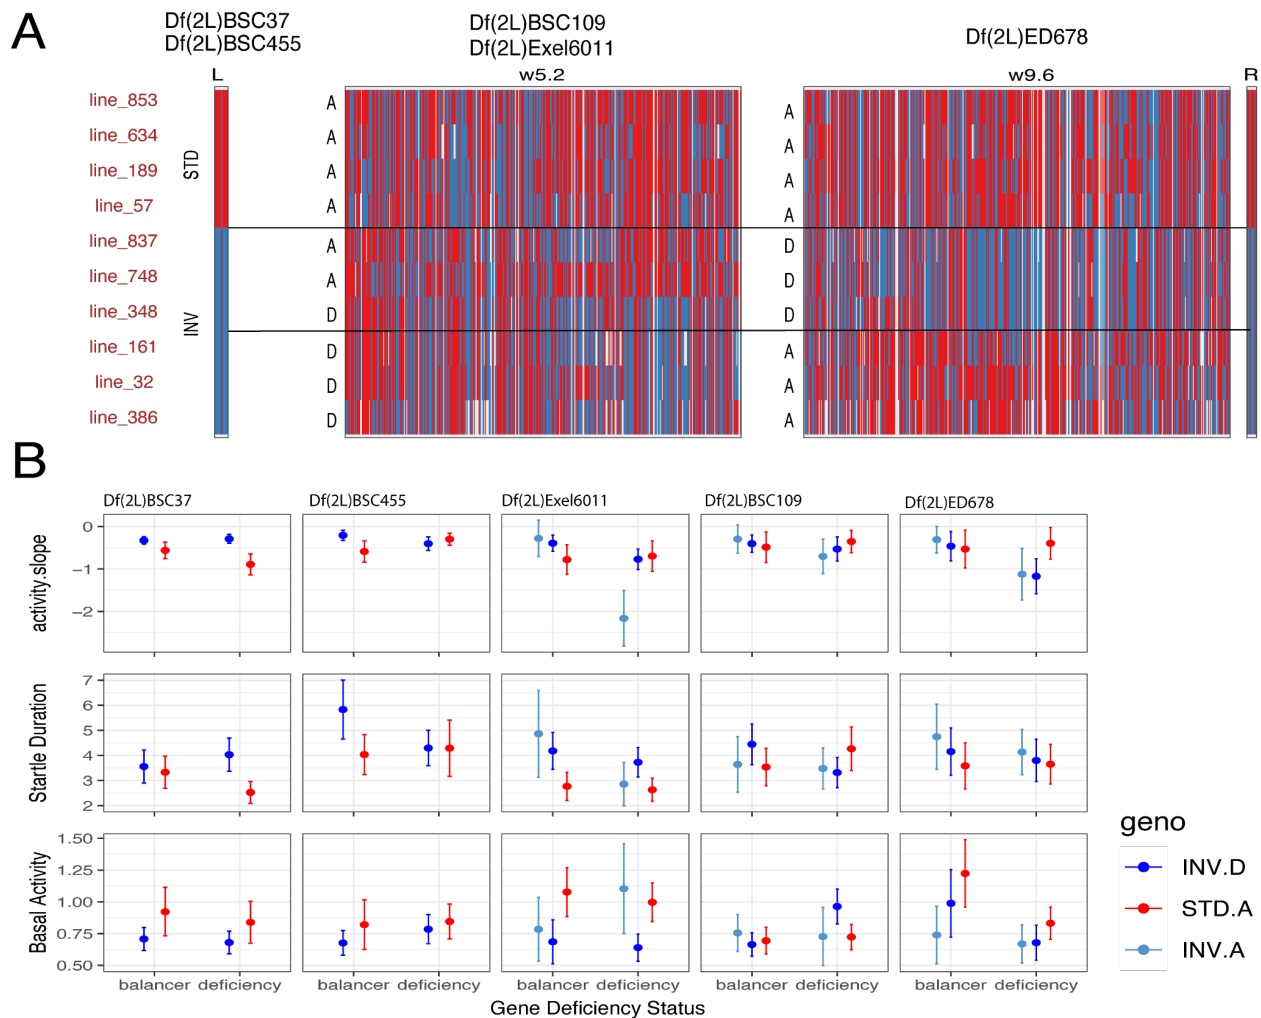 A
Df(2L)BSC37
Df(2L)BSC455
Df(2L)BSC109
Df(2L)Exel6011
Df(2L)ED678
L
w5.2
w9.6
R
line_853
line_634
line_189
line_57
line_837
line_748
line_348
line_161
line_32
line_386
STD
INV
A
A
A
A
A
A
D
D
D
D
A
A
A
A
D
D
D
A
A
A
B
Df(2L)BSC37
Df(2L)BSC455
Df(2L)Exel6011
Df(2L)BSC109
Df(2L)ED678
activity.slope
0
−1
−2
Startle Duration
7
6
5
4
3
2
Basal Activity
1.50
1.25
1.00
0.75
0.50
balancer deficiency
balancer deficiency
balancer deficiency
balancer deficiency
balancer deficiency
Gene Deficiency Status
geno
INV.D
STD.A
INV.A